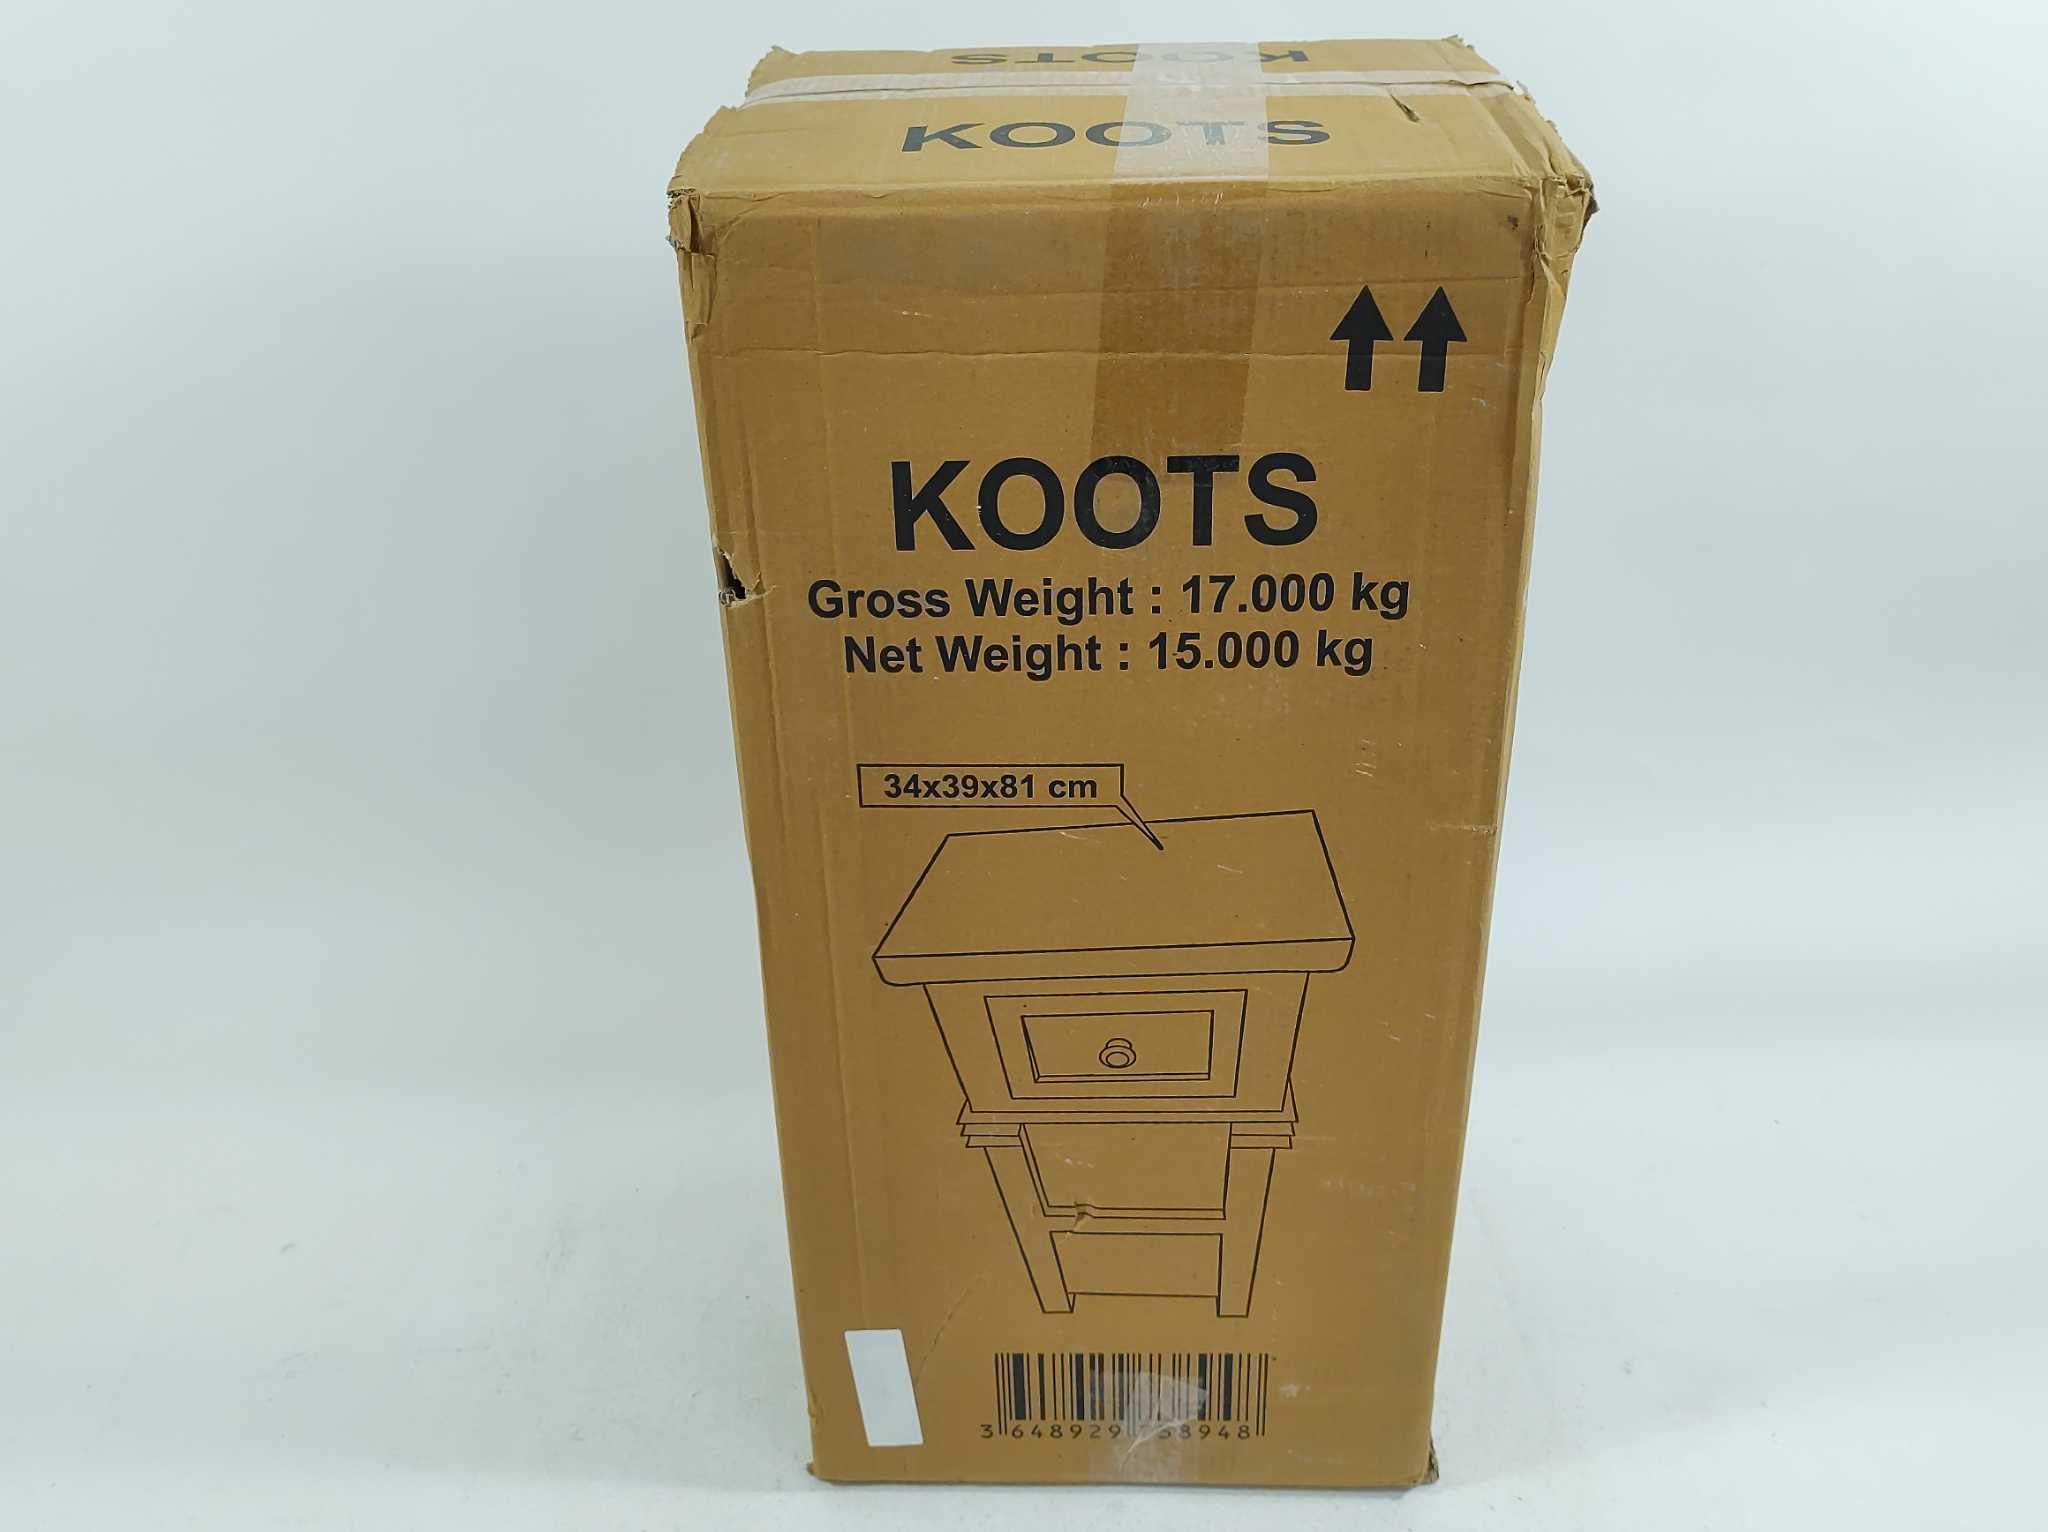 KOOTS
KOOTS
KOOTS
Gross Weight : 17.000 kg
Net Weight : 15.000 kg
34x39x81 cm